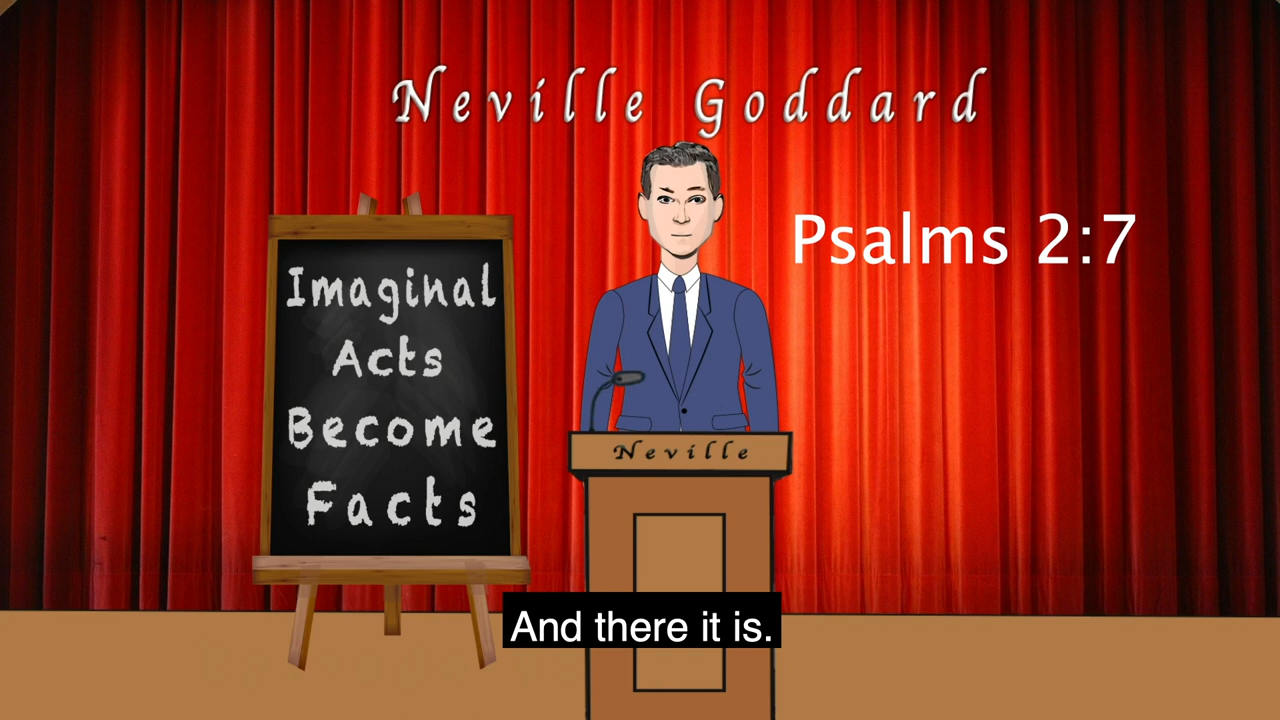 Neville Goddard
Psalms 2:7
Imaginal
Acts
Become
Facts
Neville
And there it is.